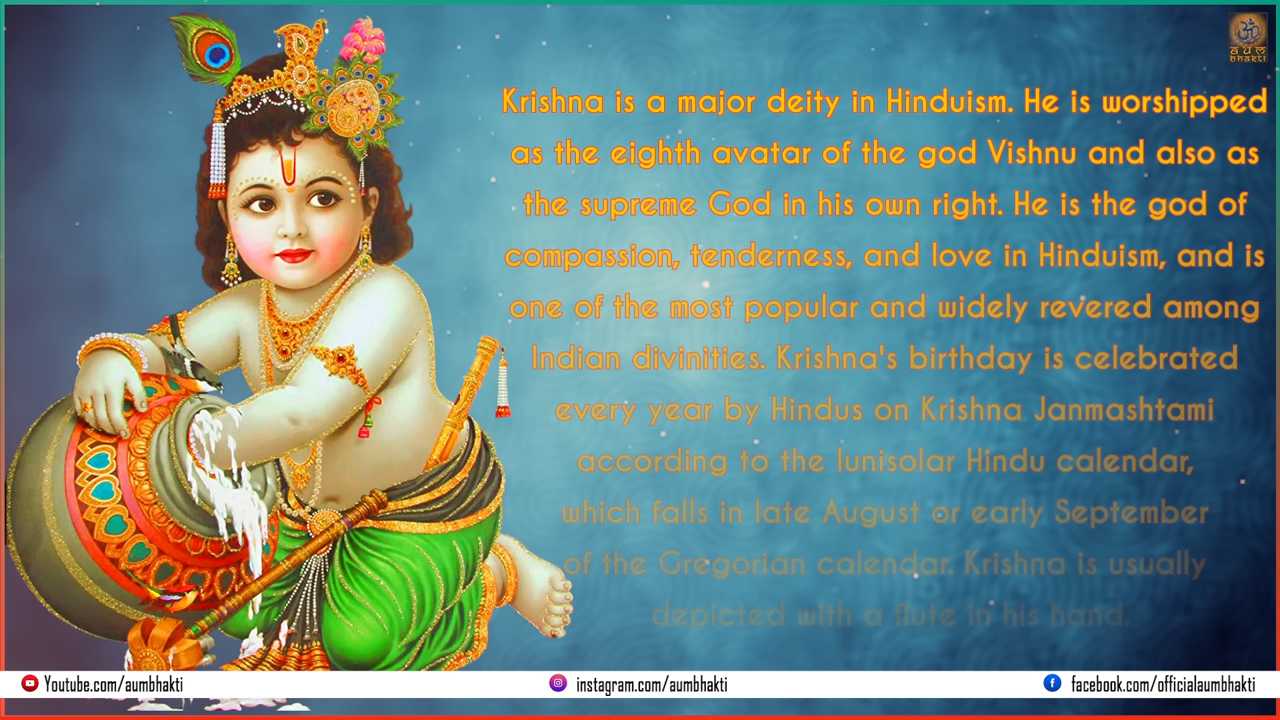 ॐ
AUM
bhakti
Krishna is a major deity in Hinduism. He is worshipped
as the eighth avatar of the god Vishnu and also as
the supreme God in his own right. He is the god of
compassion, tenderness, and love in Hinduism, and is
one of the most popular and widely revered among
Indian divinities. Krishna's birthday is celebrated
every year by Hindus on Krishna Janmashtami
according to the lunisolar Hindu calendar,
which falls in late August or early September
of the Gregorian calendar. Krishna is usually
depicted with a flute in his hand.
Youtube.com/aumbhakti
instagram.com/aumbhakti
facebook.com/officialaumbhakti